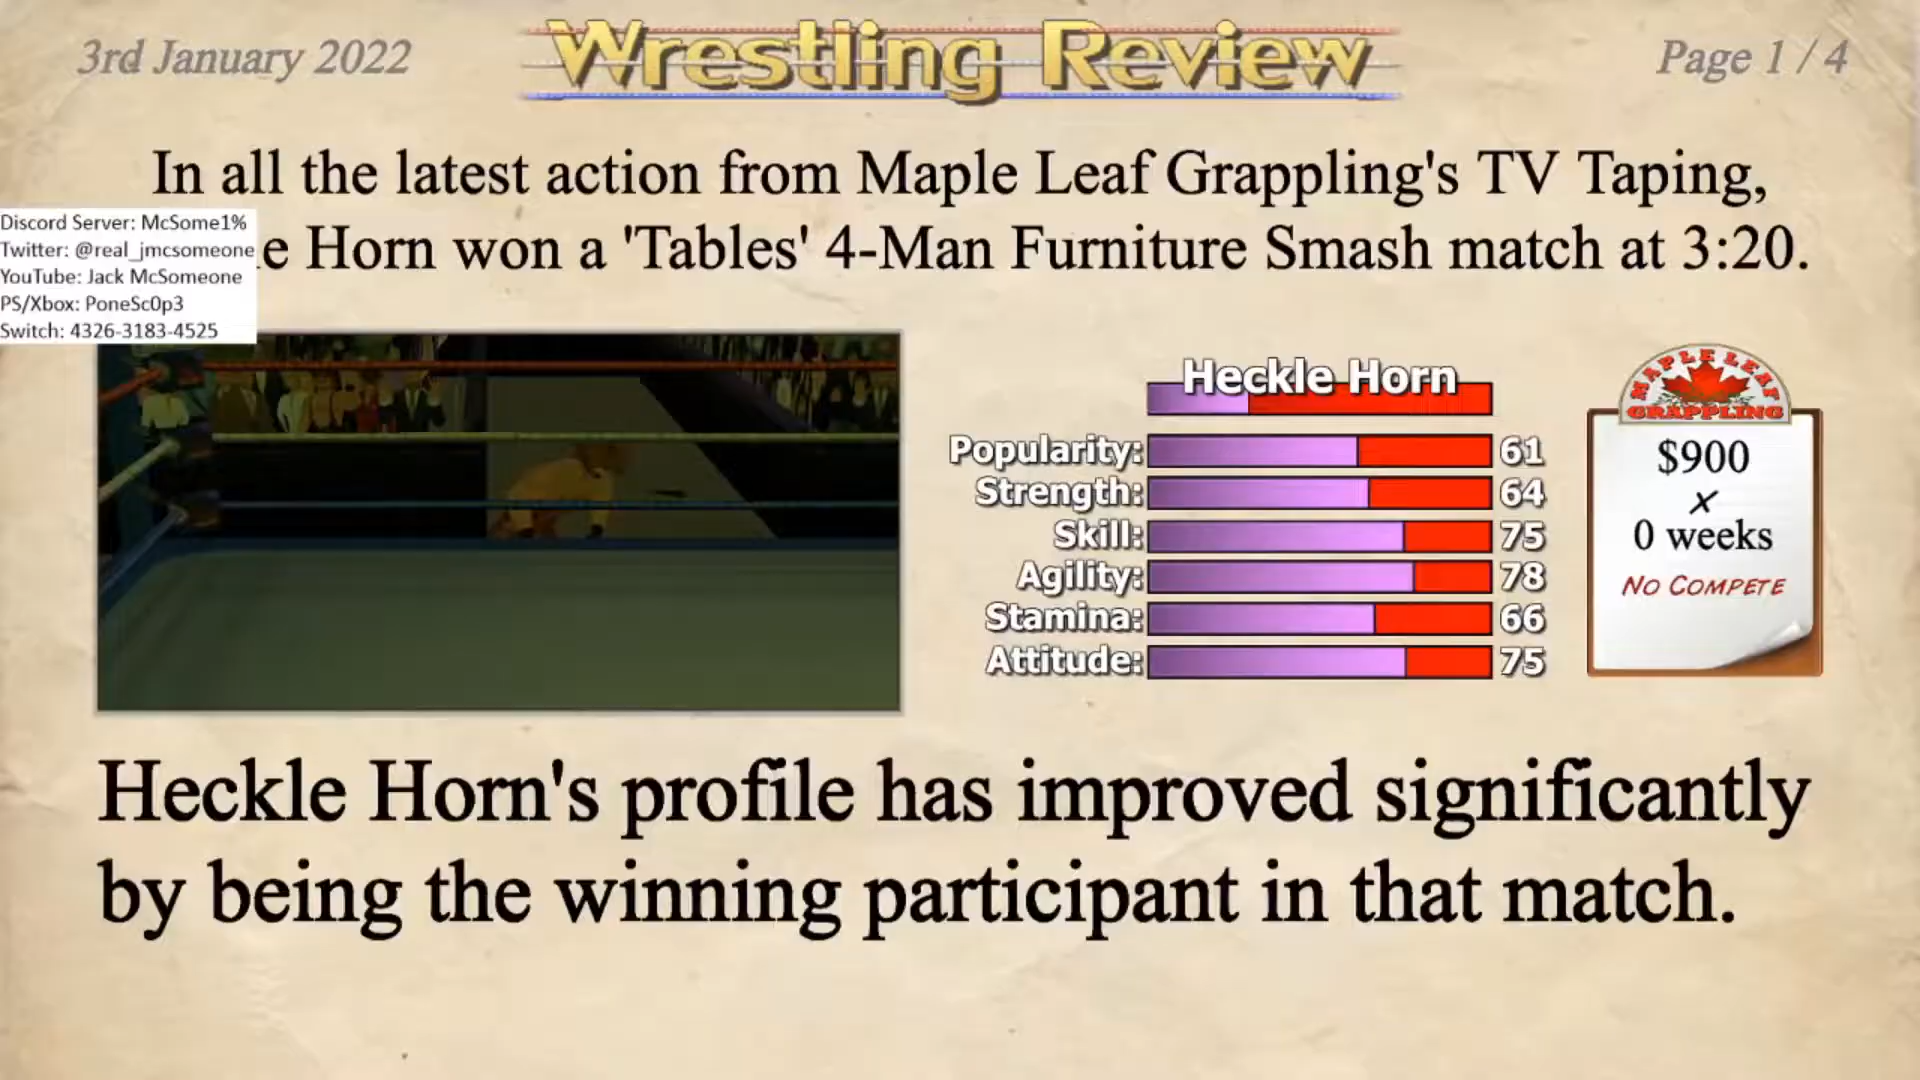 3rd January 2022
Wrestling Review
Page 1 / 4
In all the latest action from Maple Leaf Grappling's TV Taping,
e Horn won a 'Tables' 4-Man Furniture Smash match at 3:20.
Discord Server: McSome1%
Twitter: @real_jmcsomeone
YouTube: Jack McSomeone
PS/Xbox: PoneSc0p3
Switch: 4326-3183-4525
Heckle Horn
Popularity: 61
Strength: 64
Skill: 75
Agility: 78
Stamina: 66
Attitude: 75
MAPLE LEAF
GRAPPLING
$900
x
0 weeks
NO COMPETE
Heckle Horn's profile has improved significantly
by being the winning participant in that match.